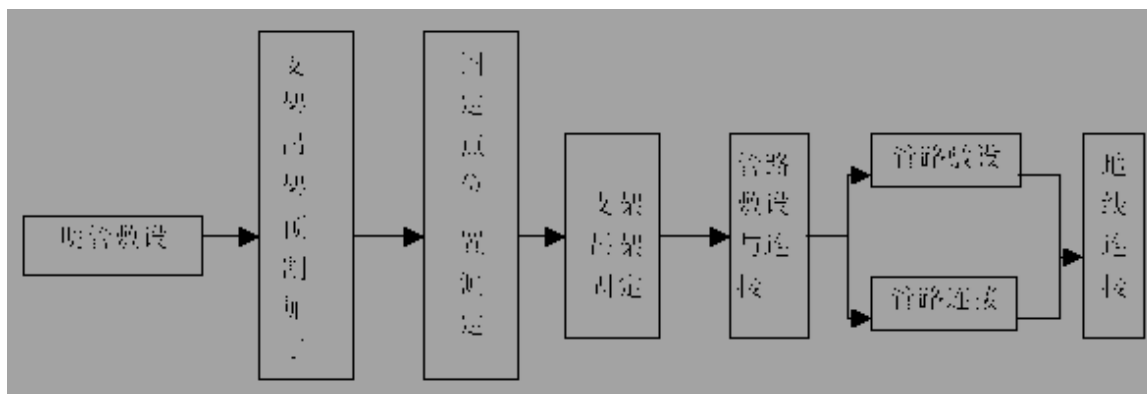 明管敷设
支架吊架预制加工
固定点位置测定
支架
吊架
固定
管路
敷设
与连
接
管路敷设
管路连接
地线连接